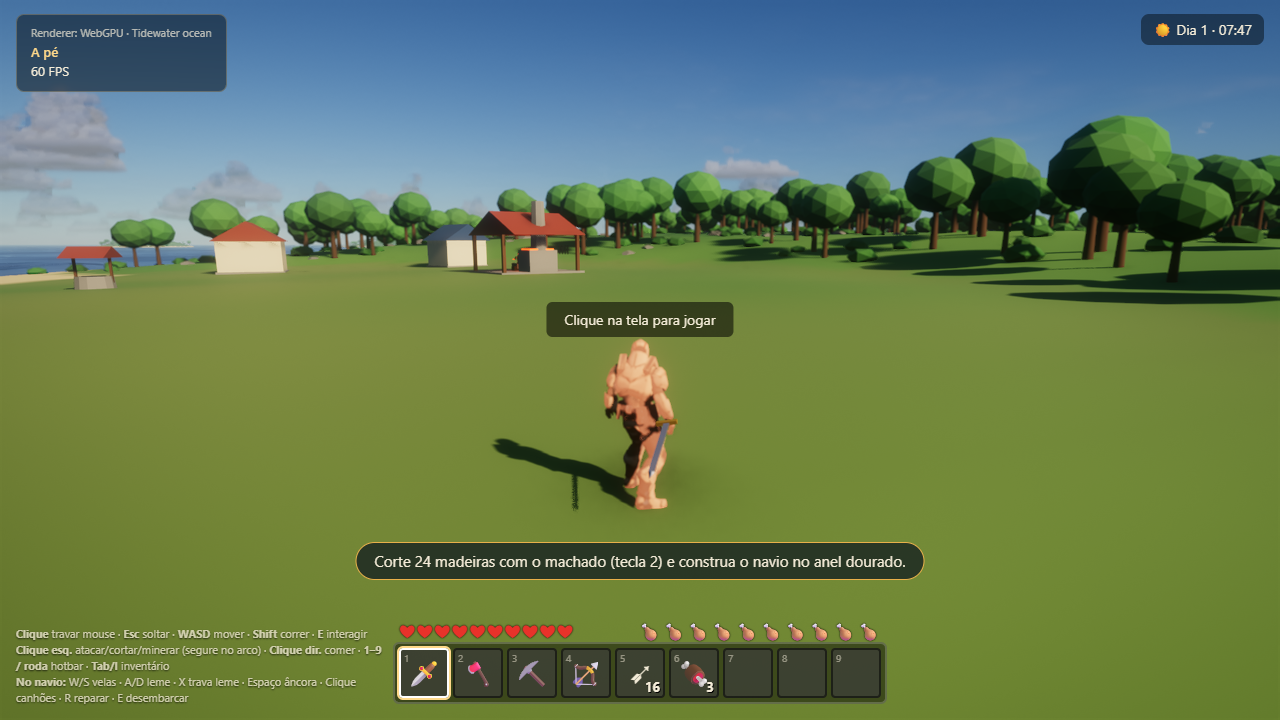 Renderer: WebGPU · Tidewater ocean
A pé
60 FPS
Dia 1 · 07:47
Clique na tela para jogar
Corte 24 madeiras com o machado (tecla 2) e construa o navio no anel dourado.
Clique travar mouse · Esc soltar · WASD mover · Shift correr · E interagir
Clique esq. atacar/cortar/minerar (segure no arco) · Clique dir. comer · 1–9
/ roda hotbar · Tab/I inventário
No navio: W/S velas · A/D leme · X trava leme · Espaço âncora · Clique
canhões · R reparar · E desembarcar
1 2 3 4 5 6 7 8 9
16 3